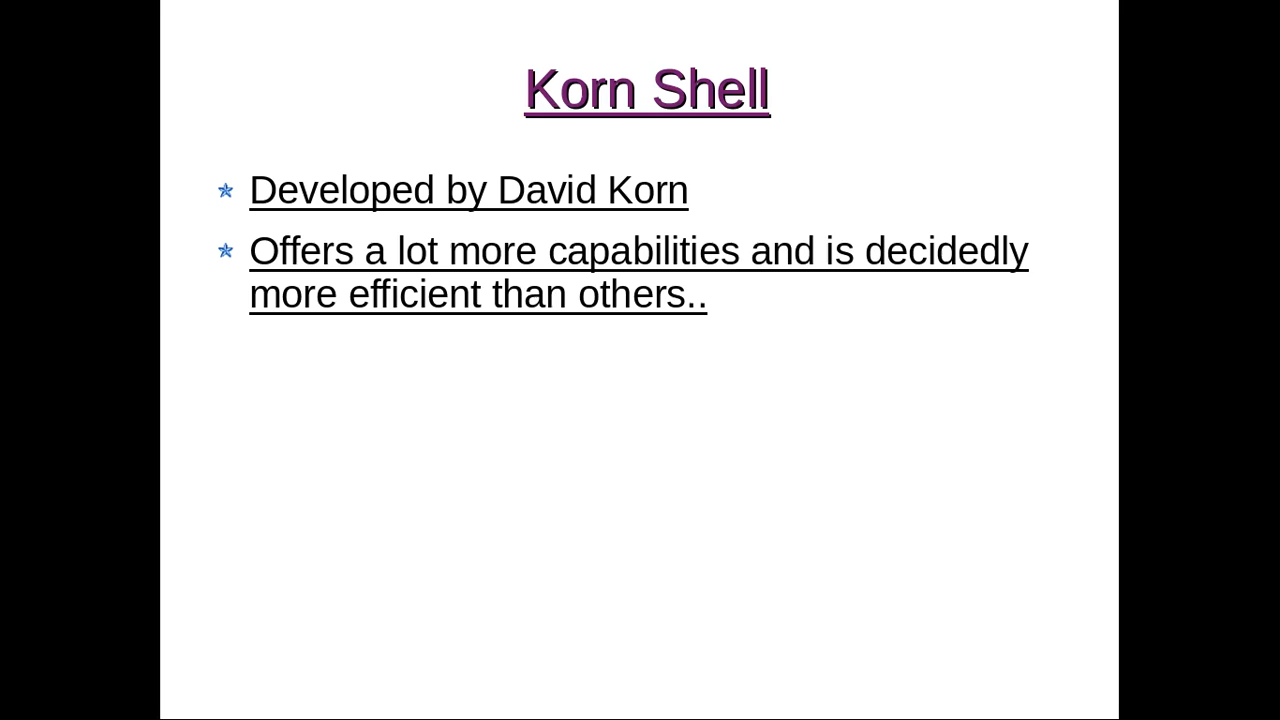 Korn Shell
Developed by David Korn
Offers a lot more capabilities and is decidedly
more efficient than others..